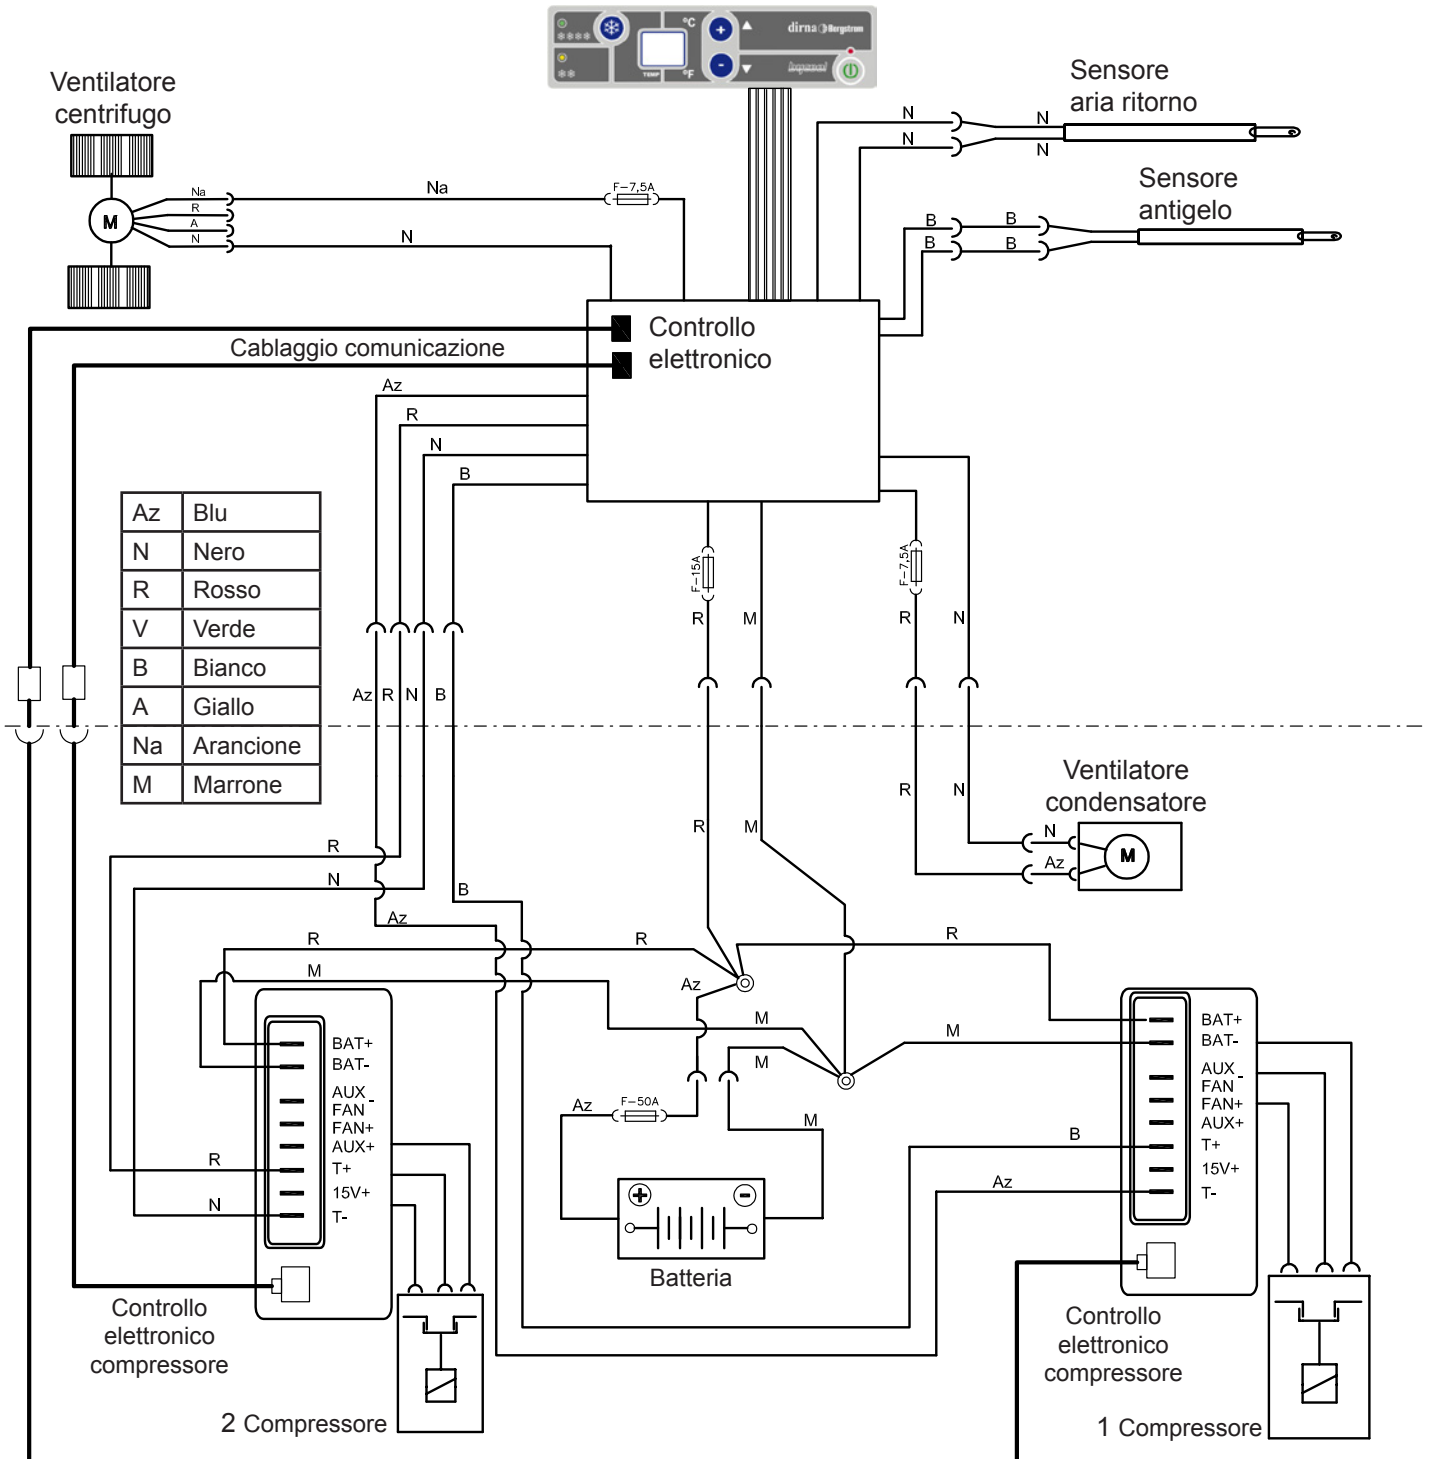 °C
dirna Bergstrom
TEMP
°F
+
-
Ventilatore
centrifugo
Sensore
aria ritorno
N
N
N
N
Sensore
antigelo
Na
R
A
N
M
Na
F-7,5A
N
B
B
B
B
Controllo
elettronico
Cablaggio comunicazione
Az
R
N
B
Az Blu
N Nero
R Rosso
V Verde
B Bianco
A Giallo
Na Arancione
M Marrone
F-15A
F-7,5A
R
M
R
N
Az
R
N
B
R
M
R
N
Ventilatore
condensatore
N
Az
M
R
N
B
Az
R
R
R
M
Az
M
M
M
BAT+
BAT-
AUX
FAN -
FAN+
AUX+
T+
15V+
T-
R
N
BAT+
BAT-
AUX
FAN -
FAN+
AUX+
T+
15V+
T-
B
Az
Az
F-50A
M
+
-
Batteria
Controllo
elettronico
compressore
2 Compressore
Controllo
elettronico
compressore
1 Compressore